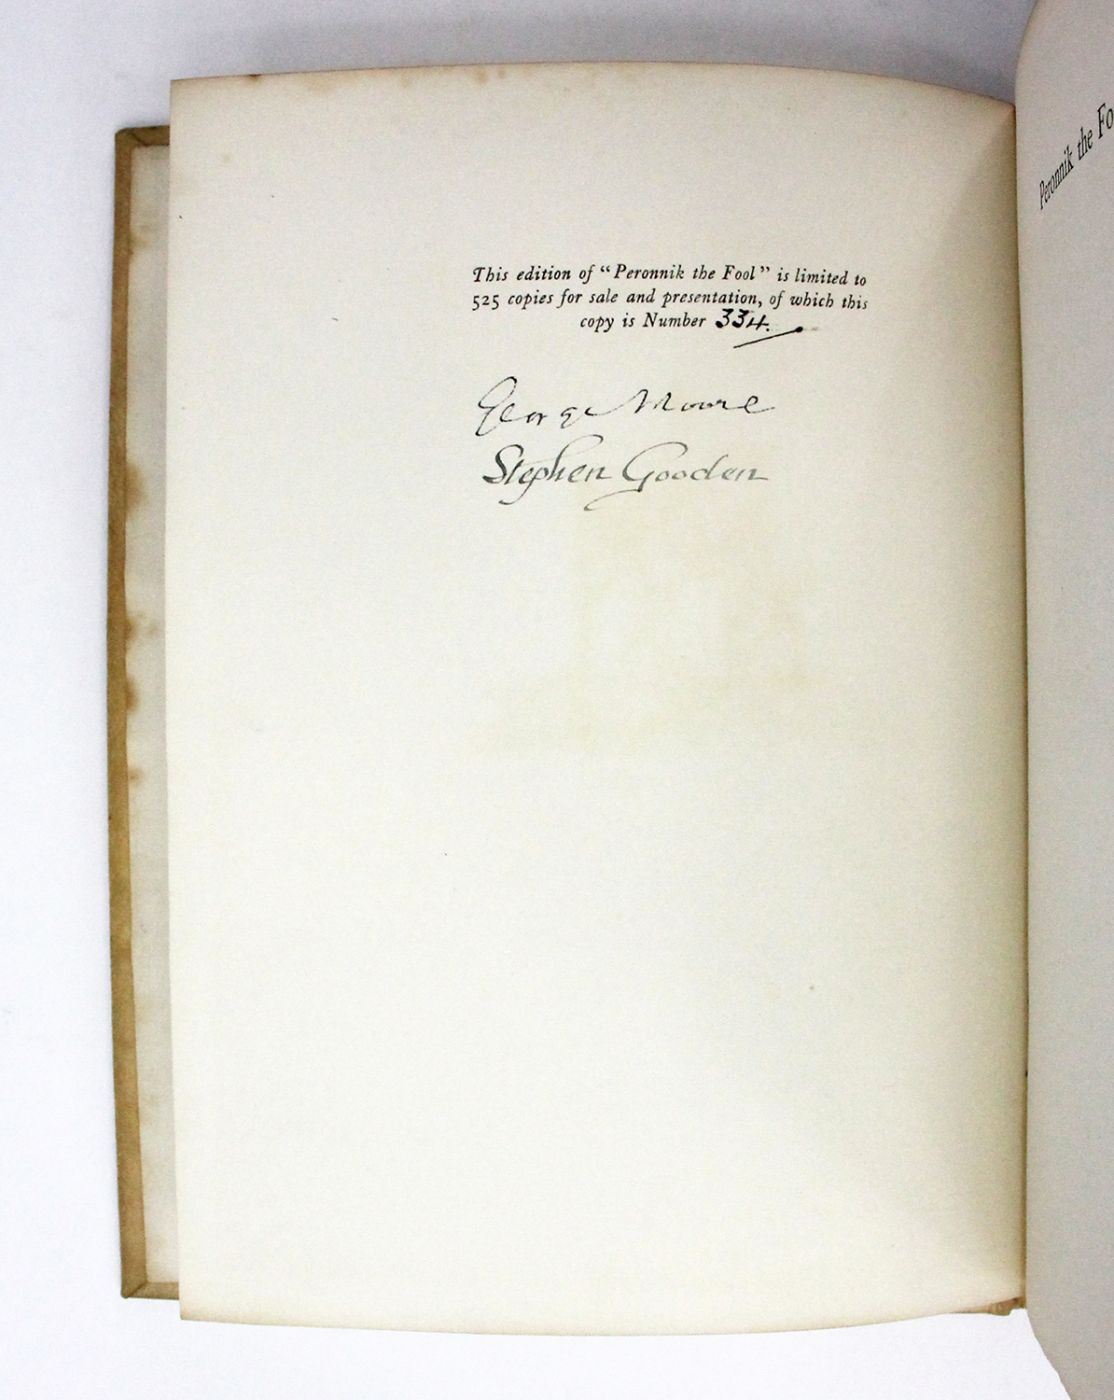 This edition of “Peronnik the Fool” is limited to
525 copies for sale and presentation, of which this
copy is Number 334.
George Moore
Stephen Gooden
Peronnik the Fo